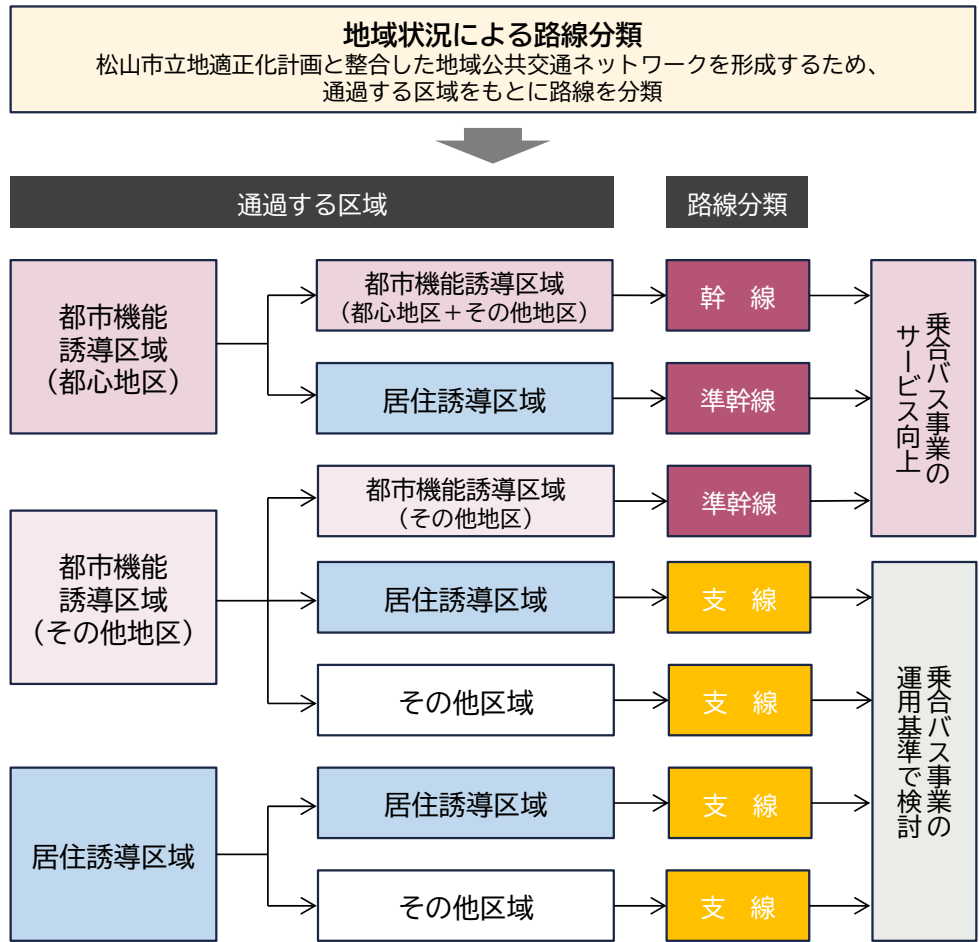 地域状況による路線分類
松山市立地適正化計画と整合した地域公共交通ネットワークを形成するため、
通過する区域をもとに路線を分類
通過する区域
路線分類
都市機能
誘導区域
（都心地区）
都市機能誘導区域
（都心地区＋その他地区）
幹　線
居住誘導区域
準幹線
乗合バス事業の
サービス向上
都市機能
誘導区域
（その他地区）
都市機能誘導区域
（その他地区）
準幹線
居住誘導区域
支　線
その他区域
支　線
居住誘導区域
居住誘導区域
支　線
その他区域
支　線
乗合バス事業の
運用基準で検討